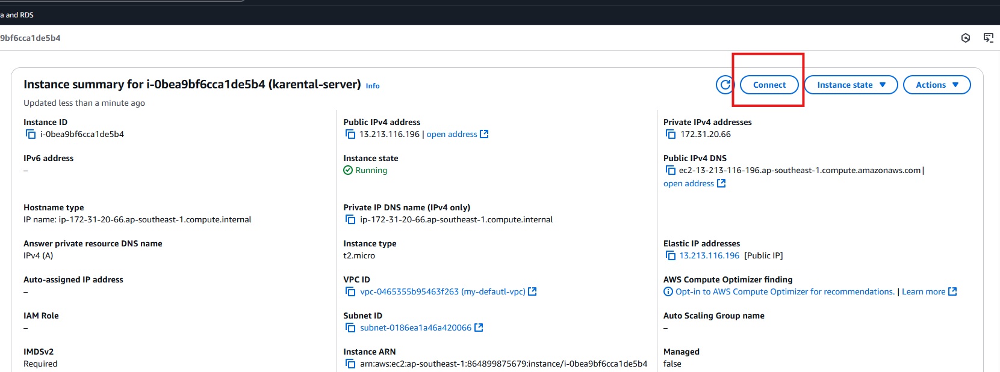 a and RDS
9bf6cca1de5b4
Instance summary for i-0bea9bf6cca1de5b4 (karental-server) Info
Connect
Instance state
Actions
Updated less than a minute ago
Instance ID
i-0bea9bf6cca1de5b4
Public IPv4 address
13.213.116.196 | open address
Private IPv4 addresses
172.31.20.66
IPv6 address
–
Instance state
Running
Public IPv4 DNS
ec2-13-213-116-196.ap-southeast-1.compute.amazonaws.com |
open address
Hostname type
IP name: ip-172-31-20-66.ap-southeast-1.compute.internal
Private IP DNS name (IPv4 only)
ip-172-31-20-66.ap-southeast-1.compute.internal
Answer private resource DNS name
IPv4 (A)
Instance type
t2.micro
Elastic IP addresses
13.213.116.196 [Public IP]
Auto-assigned IP address
–
VPC ID
vpc-0465355b95463f263 (my-defautl-vpc)
AWS Compute Optimizer finding
Opt-in to AWS Compute Optimizer for recommendations. | Learn more
IAM Role
–
Subnet ID
subnet-0186ea1a46a420066
Auto Scaling Group name
–
IMDSv2
Required
Instance ARN
arn:aws:ec2:ap-southeast-1:864899875679:instance/i-0bea9bf6cca1de5b4
Managed
false